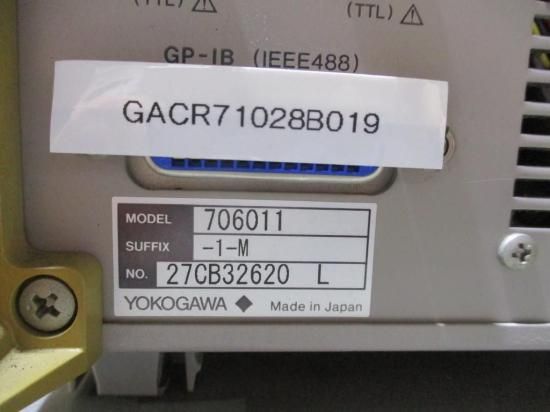 (TTL) ⚠ (TTL) ⚠
GP-IB (IEEE488)
GACR71028B019
MODEL 706011
SUFFIX -1-M
NO. 27CB32620 L
YOKOGAWA ◆ Made in Japan